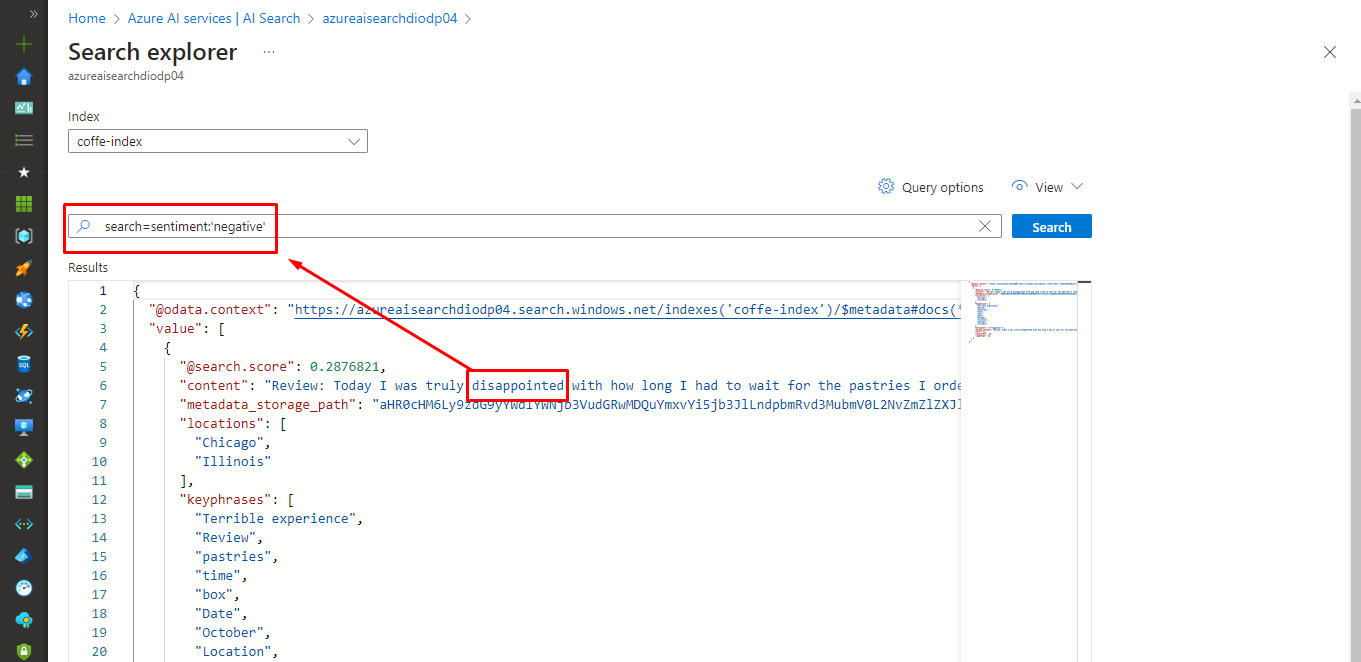 Home > Azure AI services | AI Search > azureaisearchdiodp04 >
Search explorer ...
azureaisearchdiodp04
Index
coffe-index
Query options
View
search=sentiment:'negative'
Search
Results
1 {
2 "@odata.context": "https://azureaisearchdiodp04.search.windows.net/indexes('coffe-index')/$metadata#docs(*
3 "value": [
4 {
5 "@search.score": 0.2876821,
6 "content": "Review: Today I was truly disappointed with how long I had to wait for the pastries I orde
7 "metadata_storage_path":
8 "locations": [
9 "Chicago",
10 "Illinois"
11 ],
12 "keyphrases": [
13 "Terrible experience",
14 "Review",
15 "pastries",
16 "time",
17 "box",
18 "Date",
19 "October",
20 "Location",